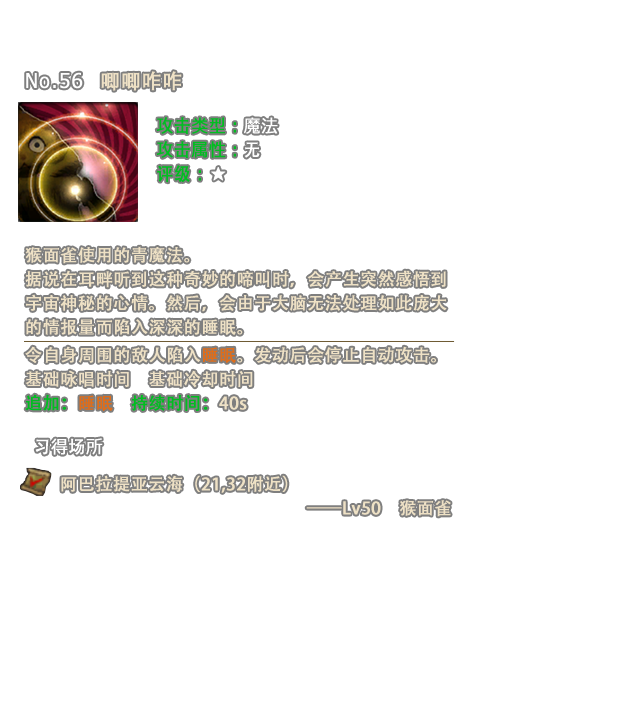 No.56 唧唧咋咋
攻击类型：魔法
攻击属性：无
评级：★
猴面雀使用的青魔法。
据说在耳畔听到这种奇妙的啼叫时，会产生突然感悟到
宇宙神秘的心情。然后，会由于大脑无法处理如此庞大
的情报量而陷入深深的睡眠。
令自身周围的敌人陷入睡眠。发动后会停止自动攻击。
基础咏唱时间 基础冷却时间
追加：睡眠 持续时间：40s
习得场所
阿巴拉提亚云海（21,32附近）
——Lv50 猴面雀